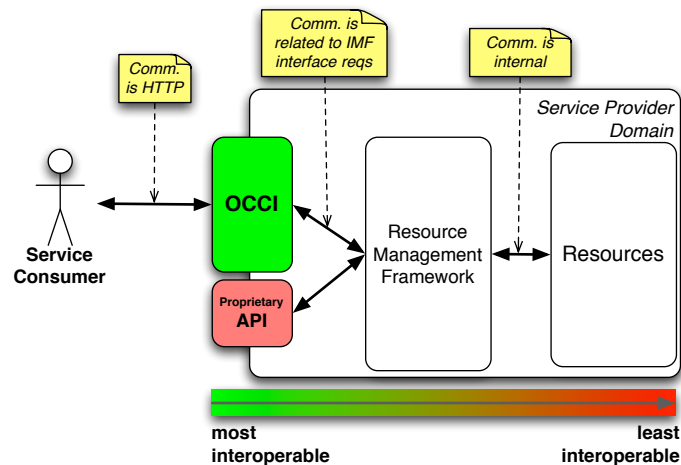 Comm.
is HTTP
Comm. is
related to IMF
interface reqs
Comm. is
internal
Service Provider
Domain
Service
Consumer
OCCI
Proprietary
API
Resource
Management
Framework
Resources
most
interoperable
least
interoperable